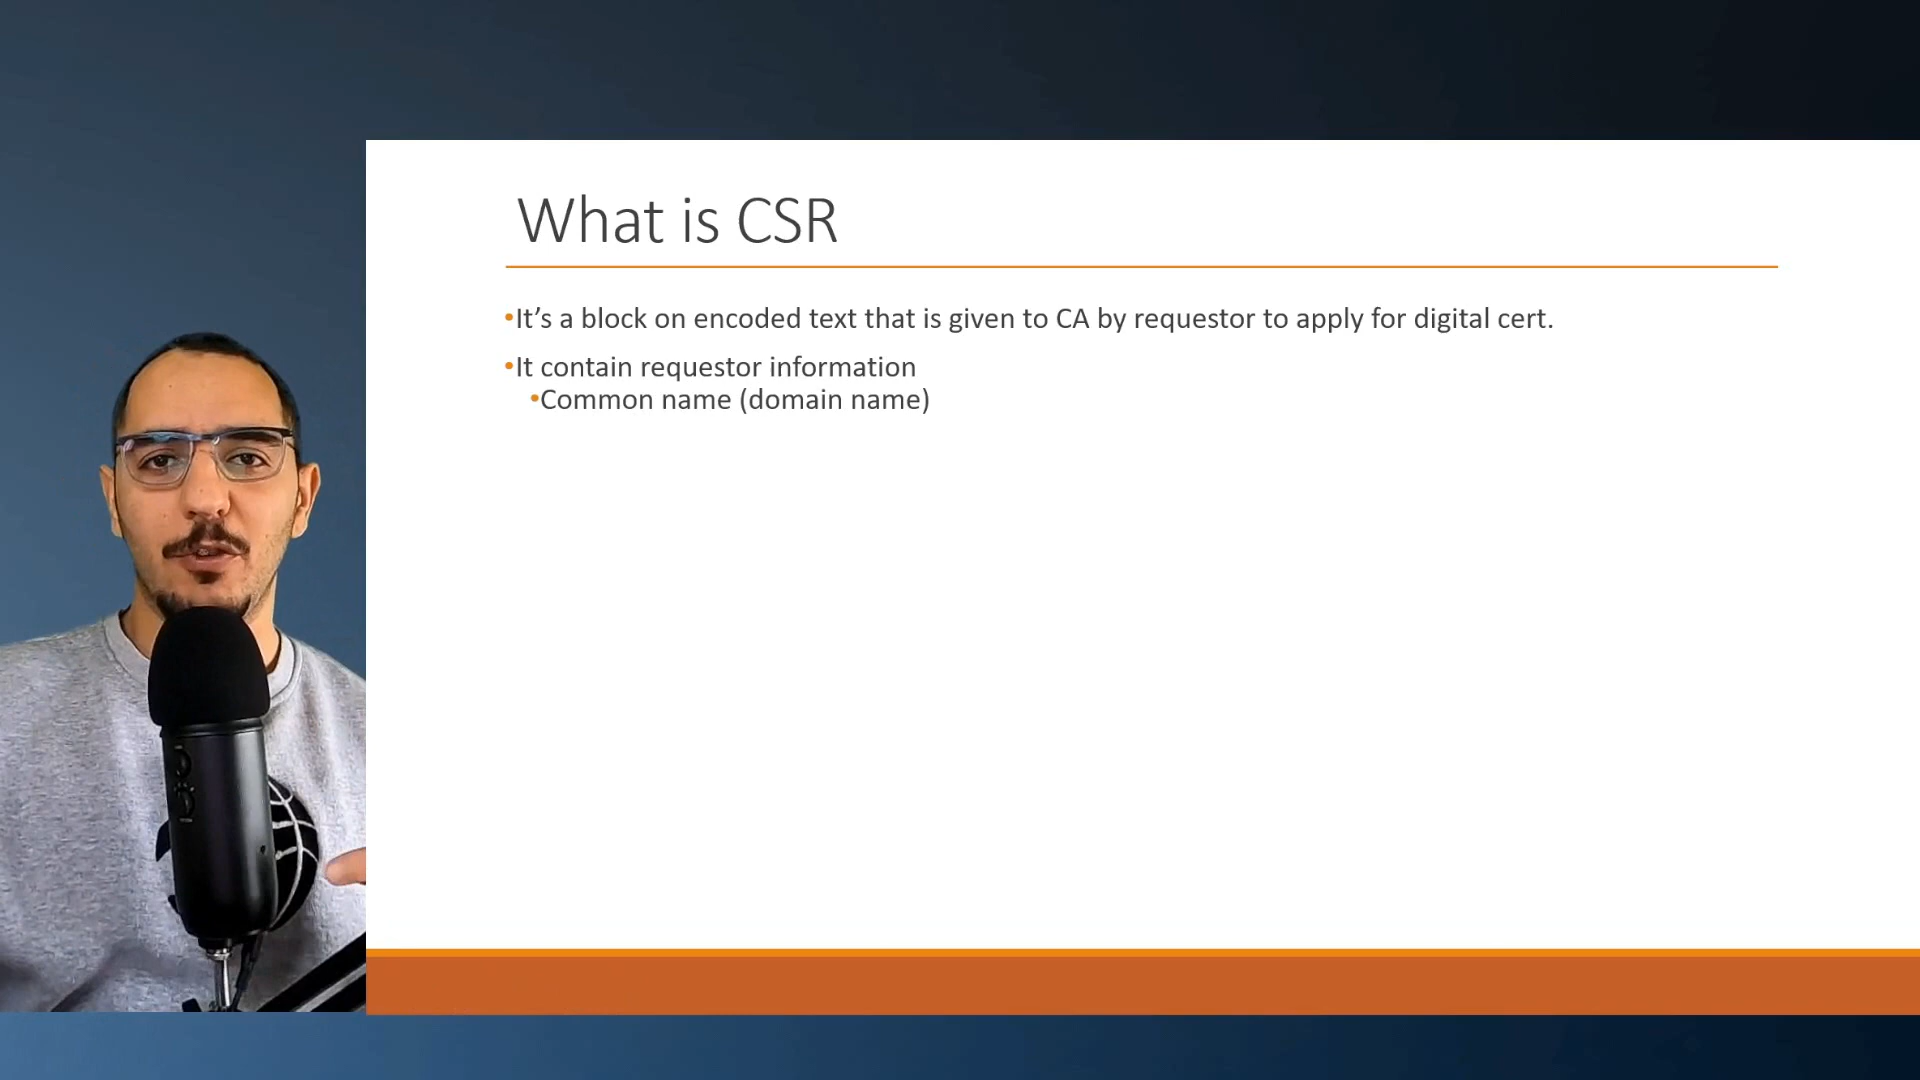 What is CSR
•It’s a block on encoded text that is given to CA by requestor to apply for digital cert.
•It contain requestor information
•Common name (domain name)